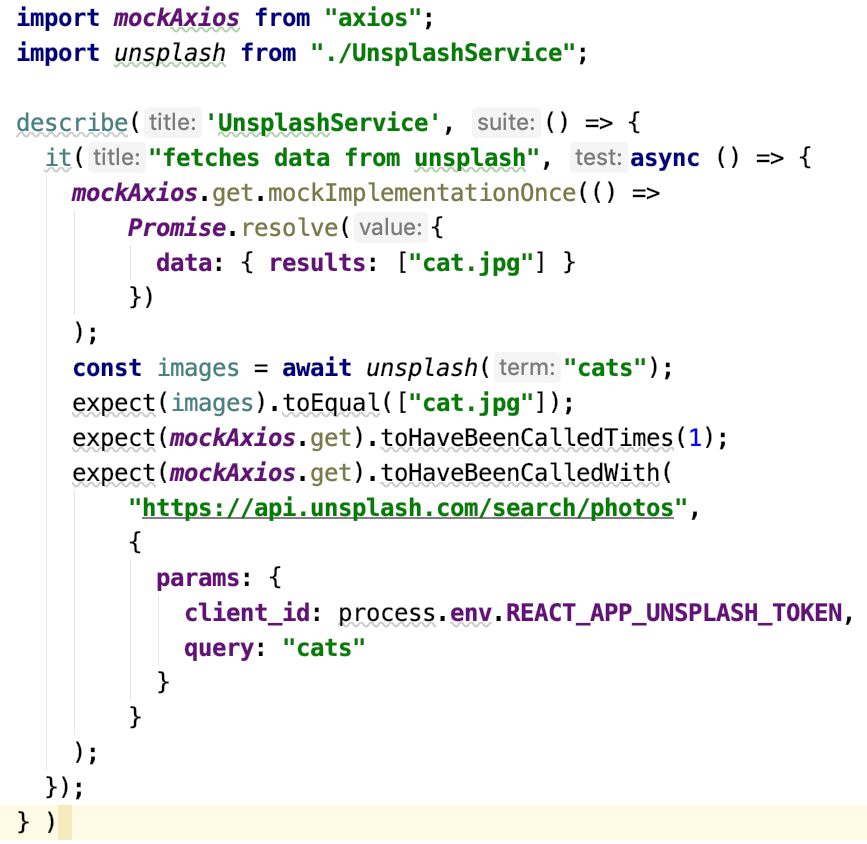 import mockAxios from "axios";
import unsplash from "./UnsplashService";

describe( title: 'UnsplashService', suite: () => {
  it( title: "fetches data from unsplash", test: async () => {
    mockAxios.get.mockImplementationOnce(() =>
        Promise.resolve( value: {
          data: { results: ["cat.jpg"] }
        })
    );
    const images = await unsplash( term: "cats");
    expect(images).toEqual(["cat.jpg"]);
    expect(mockAxios.get).toHaveBeenCalledTimes(1);
    expect(mockAxios.get).toHaveBeenCalledWith(
        "https://api.unsplash.com/search/photos",
        {
          params: {
            client_id: process.env.REACT_APP_UNSPLASH_TOKEN,
            query: "cats"
          }
        }
    );
  });
} )